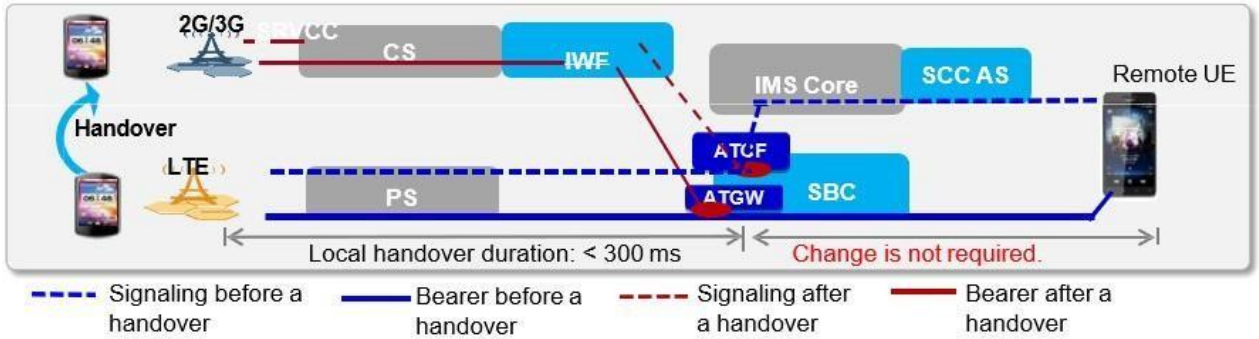 2G/3G
SRVCC
CS
IWF
IMS Core
SCC AS
Remote UE
Handover
LTE
ATCF
PS
ATGW
SBC
Local handover duration: < 300 ms
Change is not required.
Signaling before a
handover
Bearer before a
handover
Signaling after
a handover
Bearer after a
handover